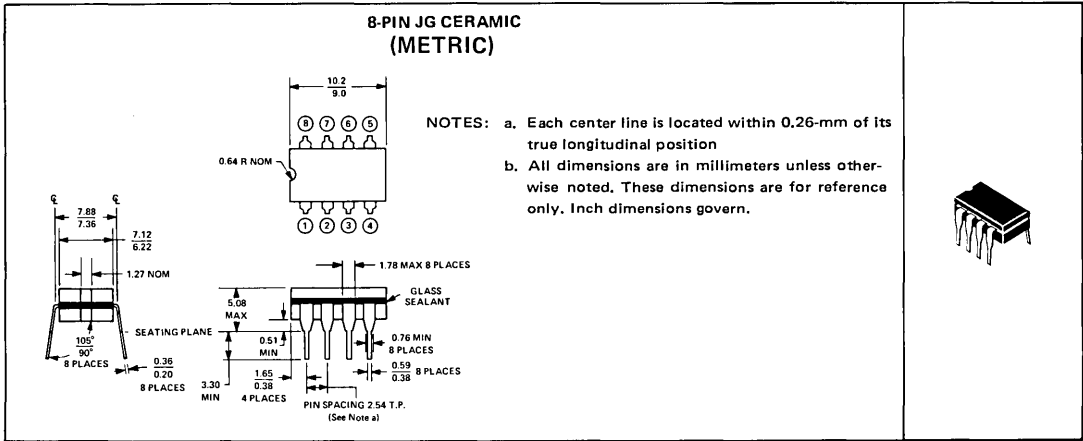 8-PIN JG CERAMIC
(METRIC)
10.2
9.0
8 7 6 5
0.64 R NOM
1 2 3 4
NOTES: a. Each center line is located within 0.26-mm of its
true longitudinal position
b. All dimensions are in millimeters unless other-
wise noted. These dimensions are for reference
only. Inch dimensions govern.
℄ ℄
7.88
7.36
7.12
6.22
1.27 NOM
SEATING PLANE
105°
90°
8 PLACES
0.36
0.20
8 PLACES
1.78 MAX 8 PLACES
GLASS
SEALANT
5.08
MAX
0.51
MIN
0.76 MIN
8 PLACES
0.59
0.38
8 PLACES
3.30
MIN
1.65
0.38
4 PLACES
PIN SPACING 2.54 T.P.
(See Note a)